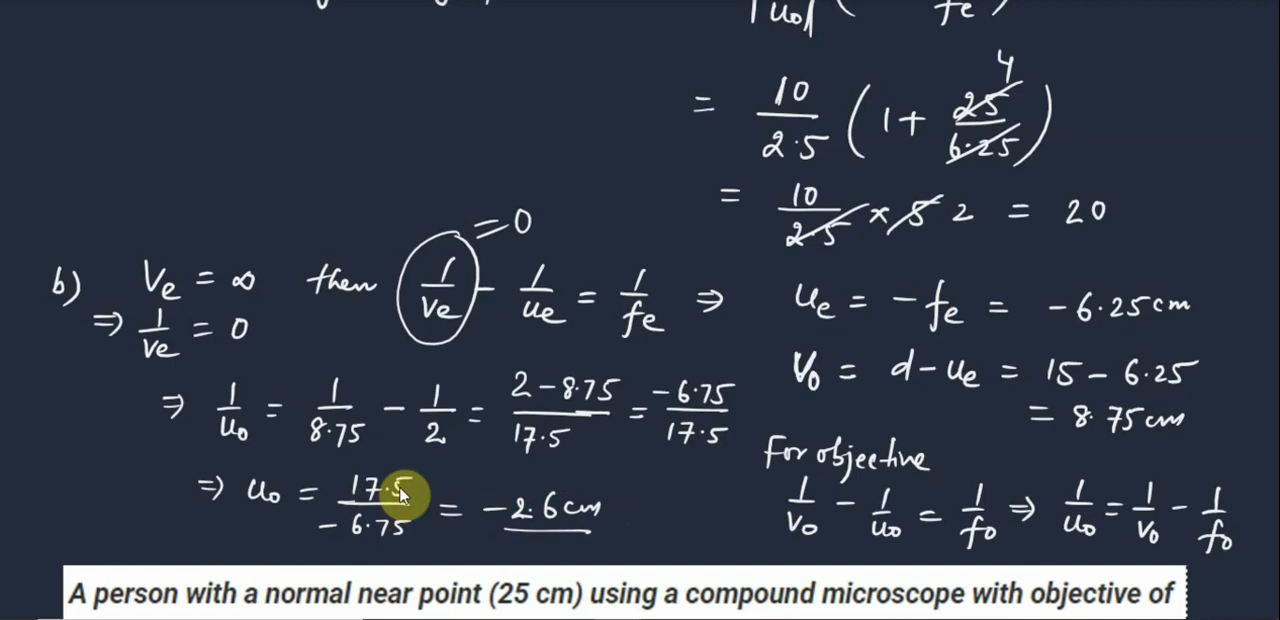 |u₀| ( fe )
= 10/2.5 ( 1 + 25/6.25 ) 4
= 10/2.5 × 5 2 = 20
b) Ve = ∞ then 1/Ve = 0 - 1/ue = 1/fe ⇒ ue = -fe = -6.25 cm
⇒ 1/Ve = 0
V₀ = d - ue = 15 - 6.25
= 8.75 cm
⇒ 1/u₀ = 1/8.75 - 1/2 = 2-8.75/17.5 = -6.75/17.5
For objective
1/V₀ - 1/u₀ = 1/f₀ ⇒ 1/u₀ = 1/V₀ - 1/f₀
⇒ u₀ = 17.5/-6.75 = -2.6 cm
A person with a normal near point (25 cm) using a compound microscope with objective of